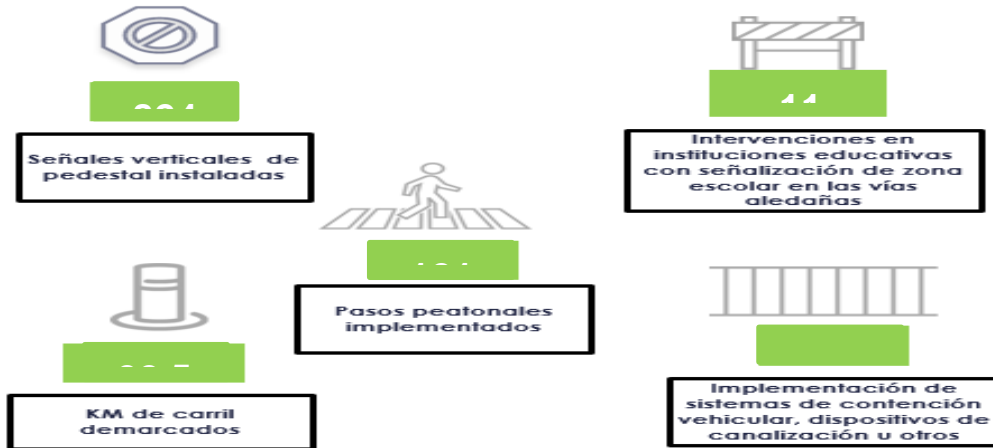 Señales verticales de
pedestal instaladas
Intervenciones en
instituciones educativas
con señalización de zona
escolar en las vías
aledañas
Pasos peatonales
implementados
KM de carril
demarcados
Implementación de
sistemas de contención
vehicular, dispositivos de
canalización u otros